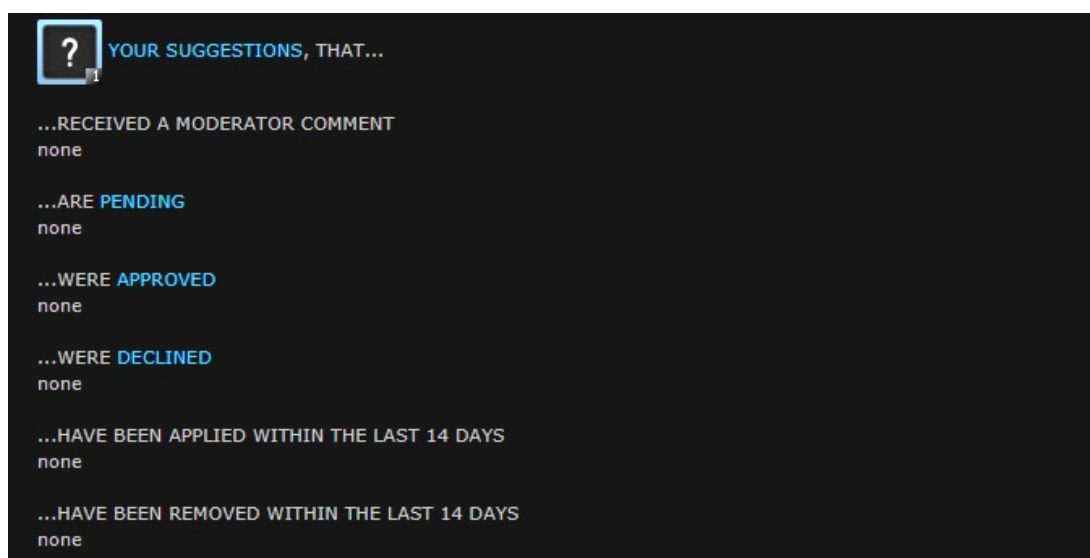 ? 1 YOUR SUGGESTIONS, THAT...
...RECEIVED A MODERATOR COMMENT
none
...ARE PENDING
none
...WERE APPROVED
none
...WERE DECLINED
none
...HAVE BEEN APPLIED WITHIN THE LAST 14 DAYS
none
...HAVE BEEN REMOVED WITHIN THE LAST 14 DAYS
none